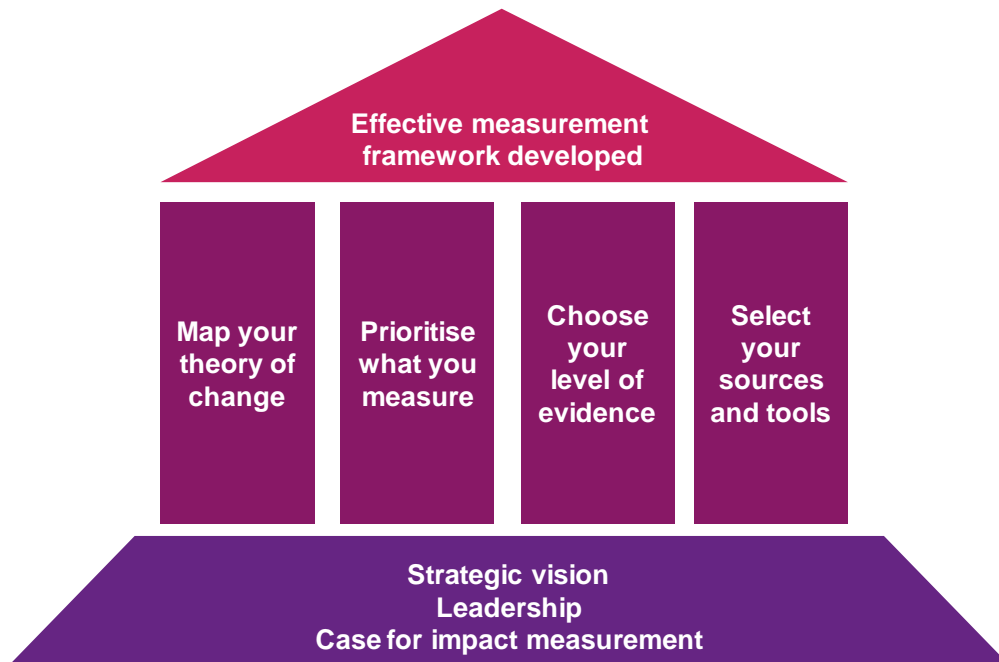 Effective measurement
framework developed
Map your
theory of
change
Prioritise
what you
measure
Choose
your
level of
evidence
Select
your
sources
and tools
Strategic vision
Leadership
Case for impact measurement